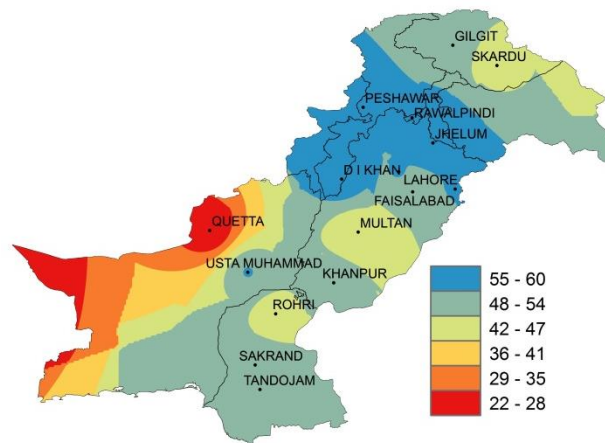 GILGIT
SKARDU
PESHAWAR
RAWALPINDI
JHELUM
D I KHAN
LAHORE
FAISALABAD
QUETTA
MULTAN
USTA MUHAMMAD
KHANPUR
ROHRI
SAKRAND
TANDOJAM
55 - 60
48 - 54
42 - 47
36 - 41
29 - 35
22 - 28